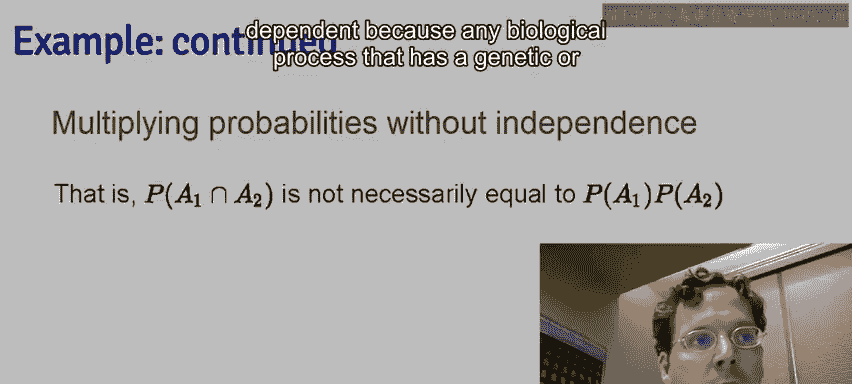 Example: continued
dependent because any biological
process that has a genetic or
Multiplying probabilities without independence
That is, P(A₁ ∩ A₂) is not necessarily equal to P(A₁)P(A₂)